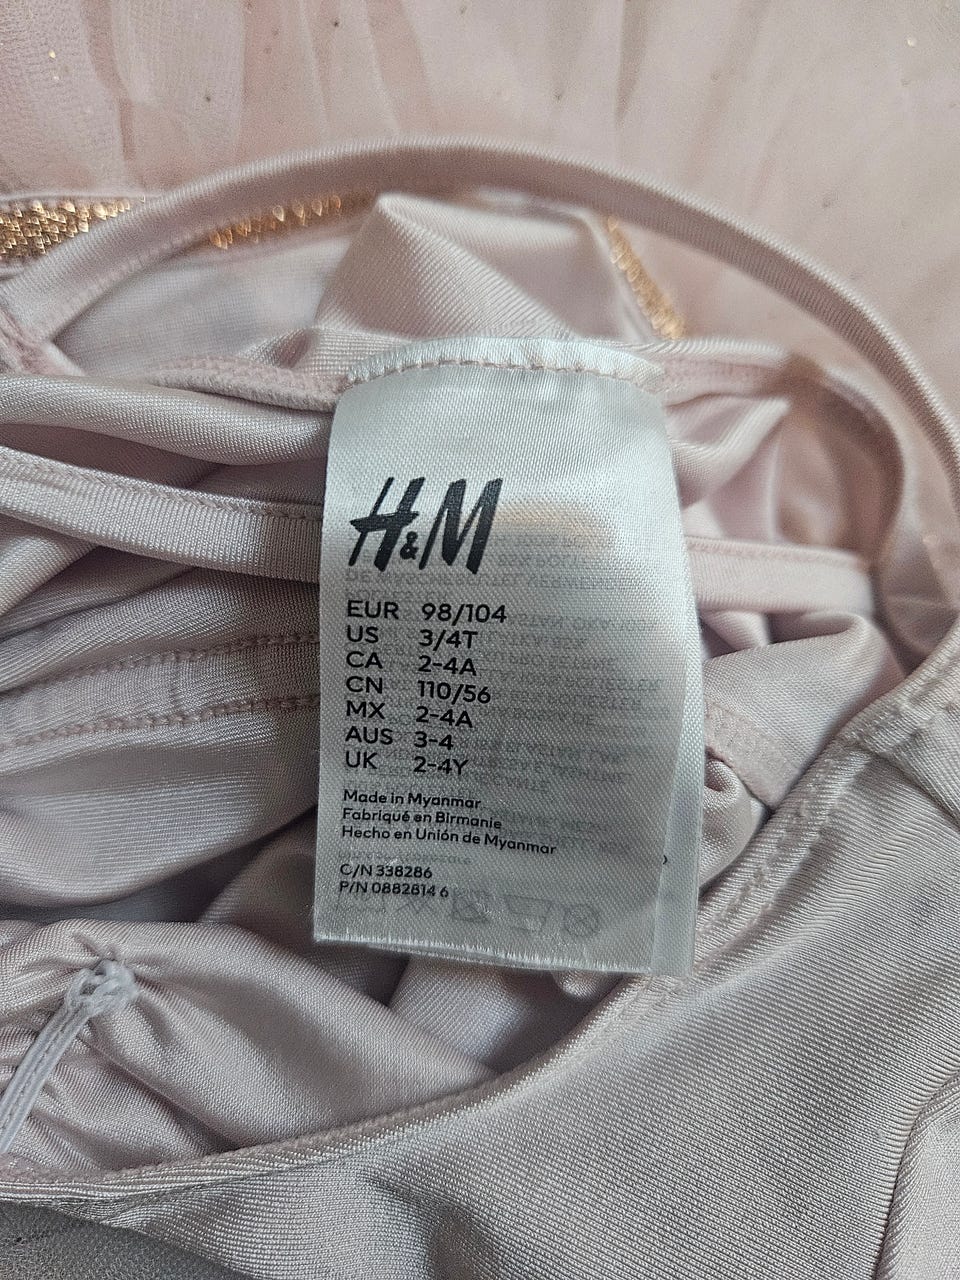 H&M
EUR 98/104
US 3/4T
CA 2-4A
CN 110/56
MX 2-4A
AUS 3-4
UK 2-4Y
Made in Myanmar
Fabriqué en Birmanie
Hecho en Unión de Myanmar
C/N 338286
P/N 0882814 6